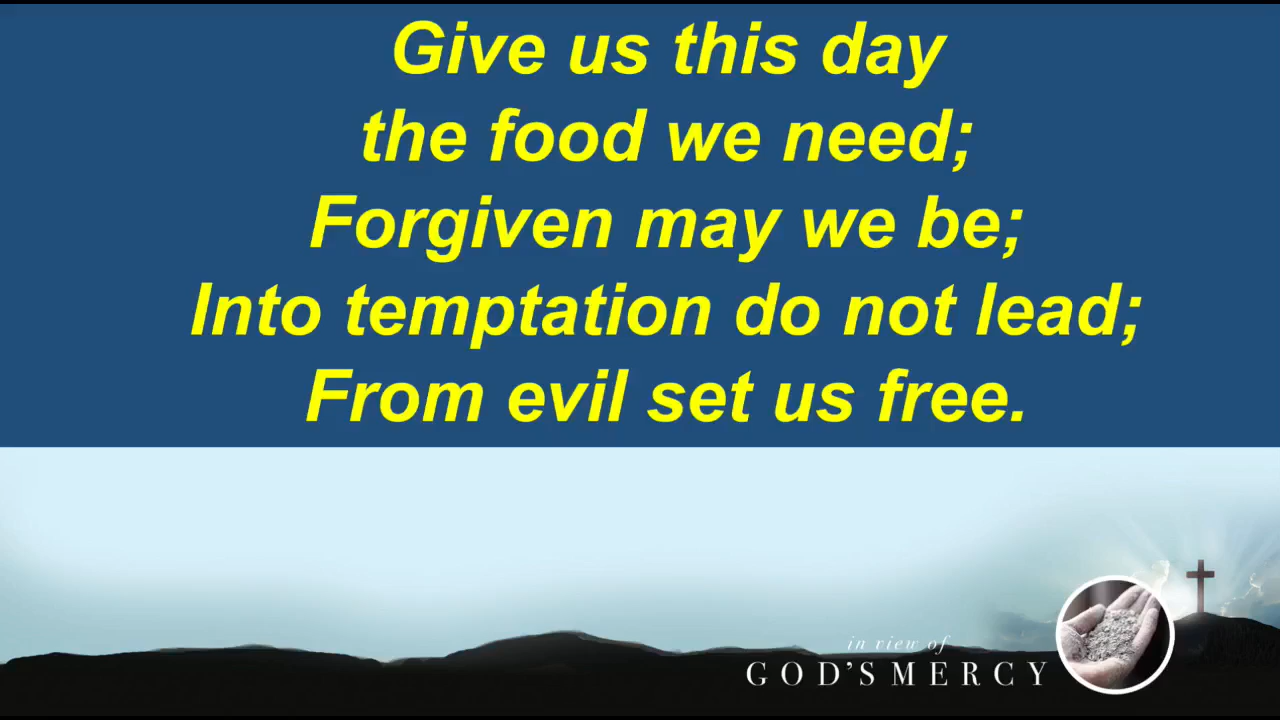 Give us this day
the food we need;
Forgiven may we be;
Into temptation do not lead;
From evil set us free.
in view of
GOD'S MERCY